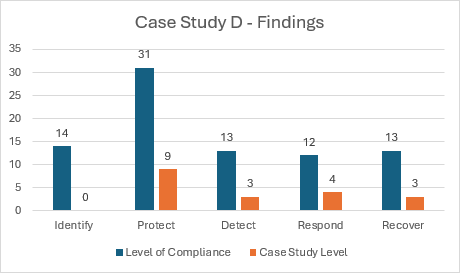 Case Study D - Findings
35
30
25
20
15
10
5
0
14
0
31
9
13
3
12
4
13
3
Identify
Protect
Detect
Respond
Recover
Level of Compliance
Case Study Level